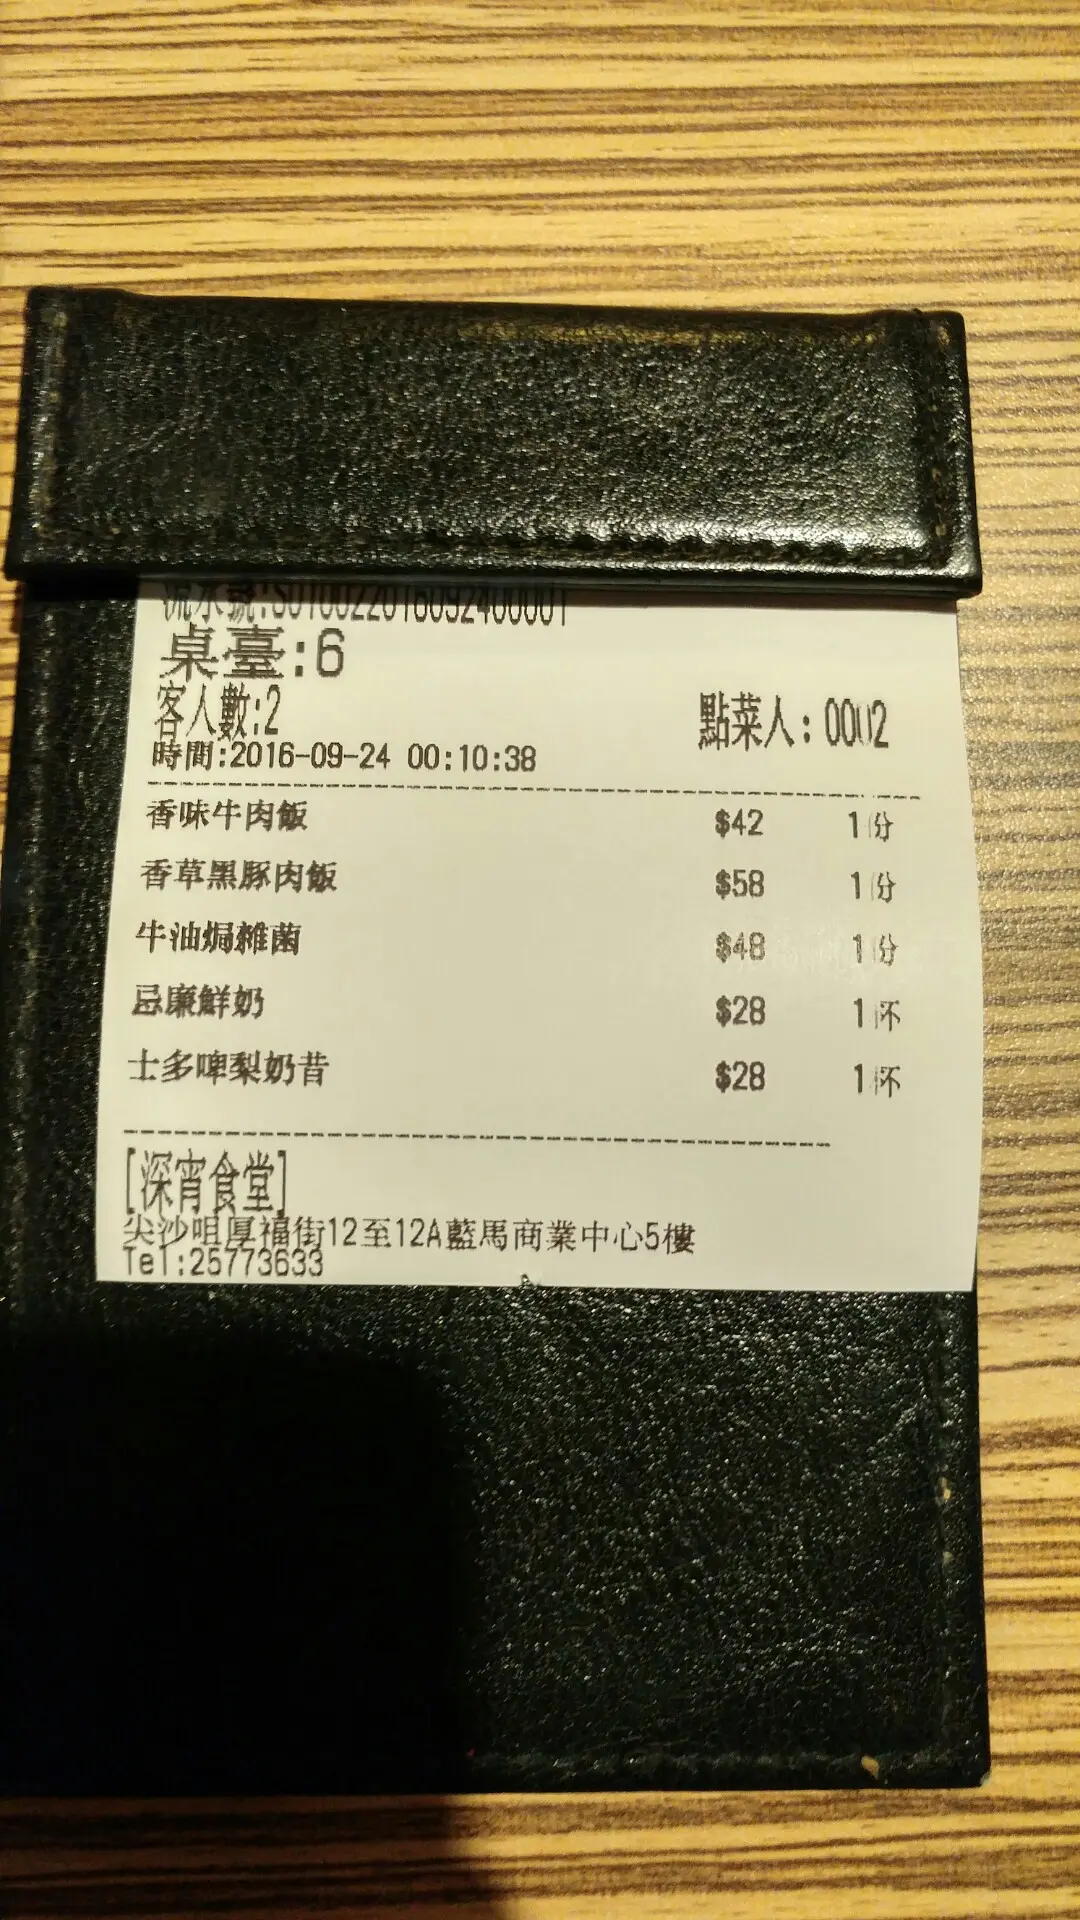 流水號:S010022016092400001
桌臺:6
客人數:2 點菜人: 0002
時間:2016-09-24 00:10:38
香味牛肉飯 $42 1份
香草黑豚肉飯 $58 1份
牛油焗雜菌 $48 1份
忌廉鮮奶 $28 1杯
士多啤梨奶昔 $28 1杯
[深宵食堂]
尖沙咀厚福街12至12A藍馬商業中心5樓
Tel:25773633